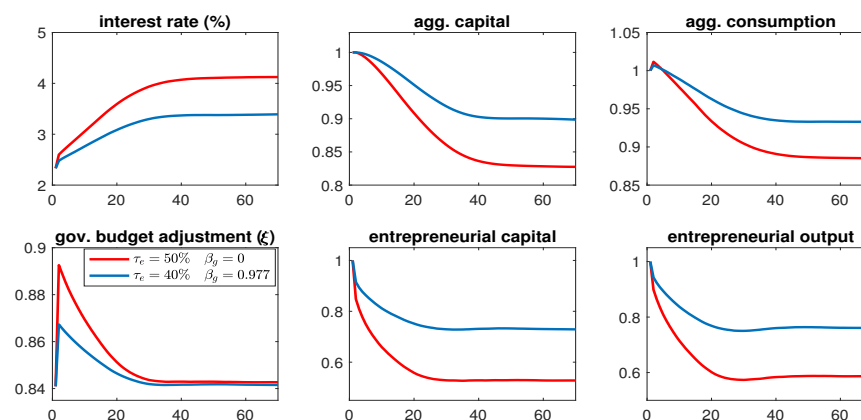 interest rate (%)
agg. capital
agg. consumption
5
4
3
2
0 20 40 60
1
0.95
0.9
0.85
0.8
0 20 40 60
1.05
1
0.95
0.9
0.85
0 20 40 60
gov. budget adjustment (ξ)
entrepreneurial capital
entrepreneurial output
0.9
0.88
0.86
0.84
0 20 40 60
τₑ = 50% β_g = 0
τₑ = 40% β_g = 0.977
1
0.8
0.6
0 20 40 60
1
0.8
0.6
0 20 40 60